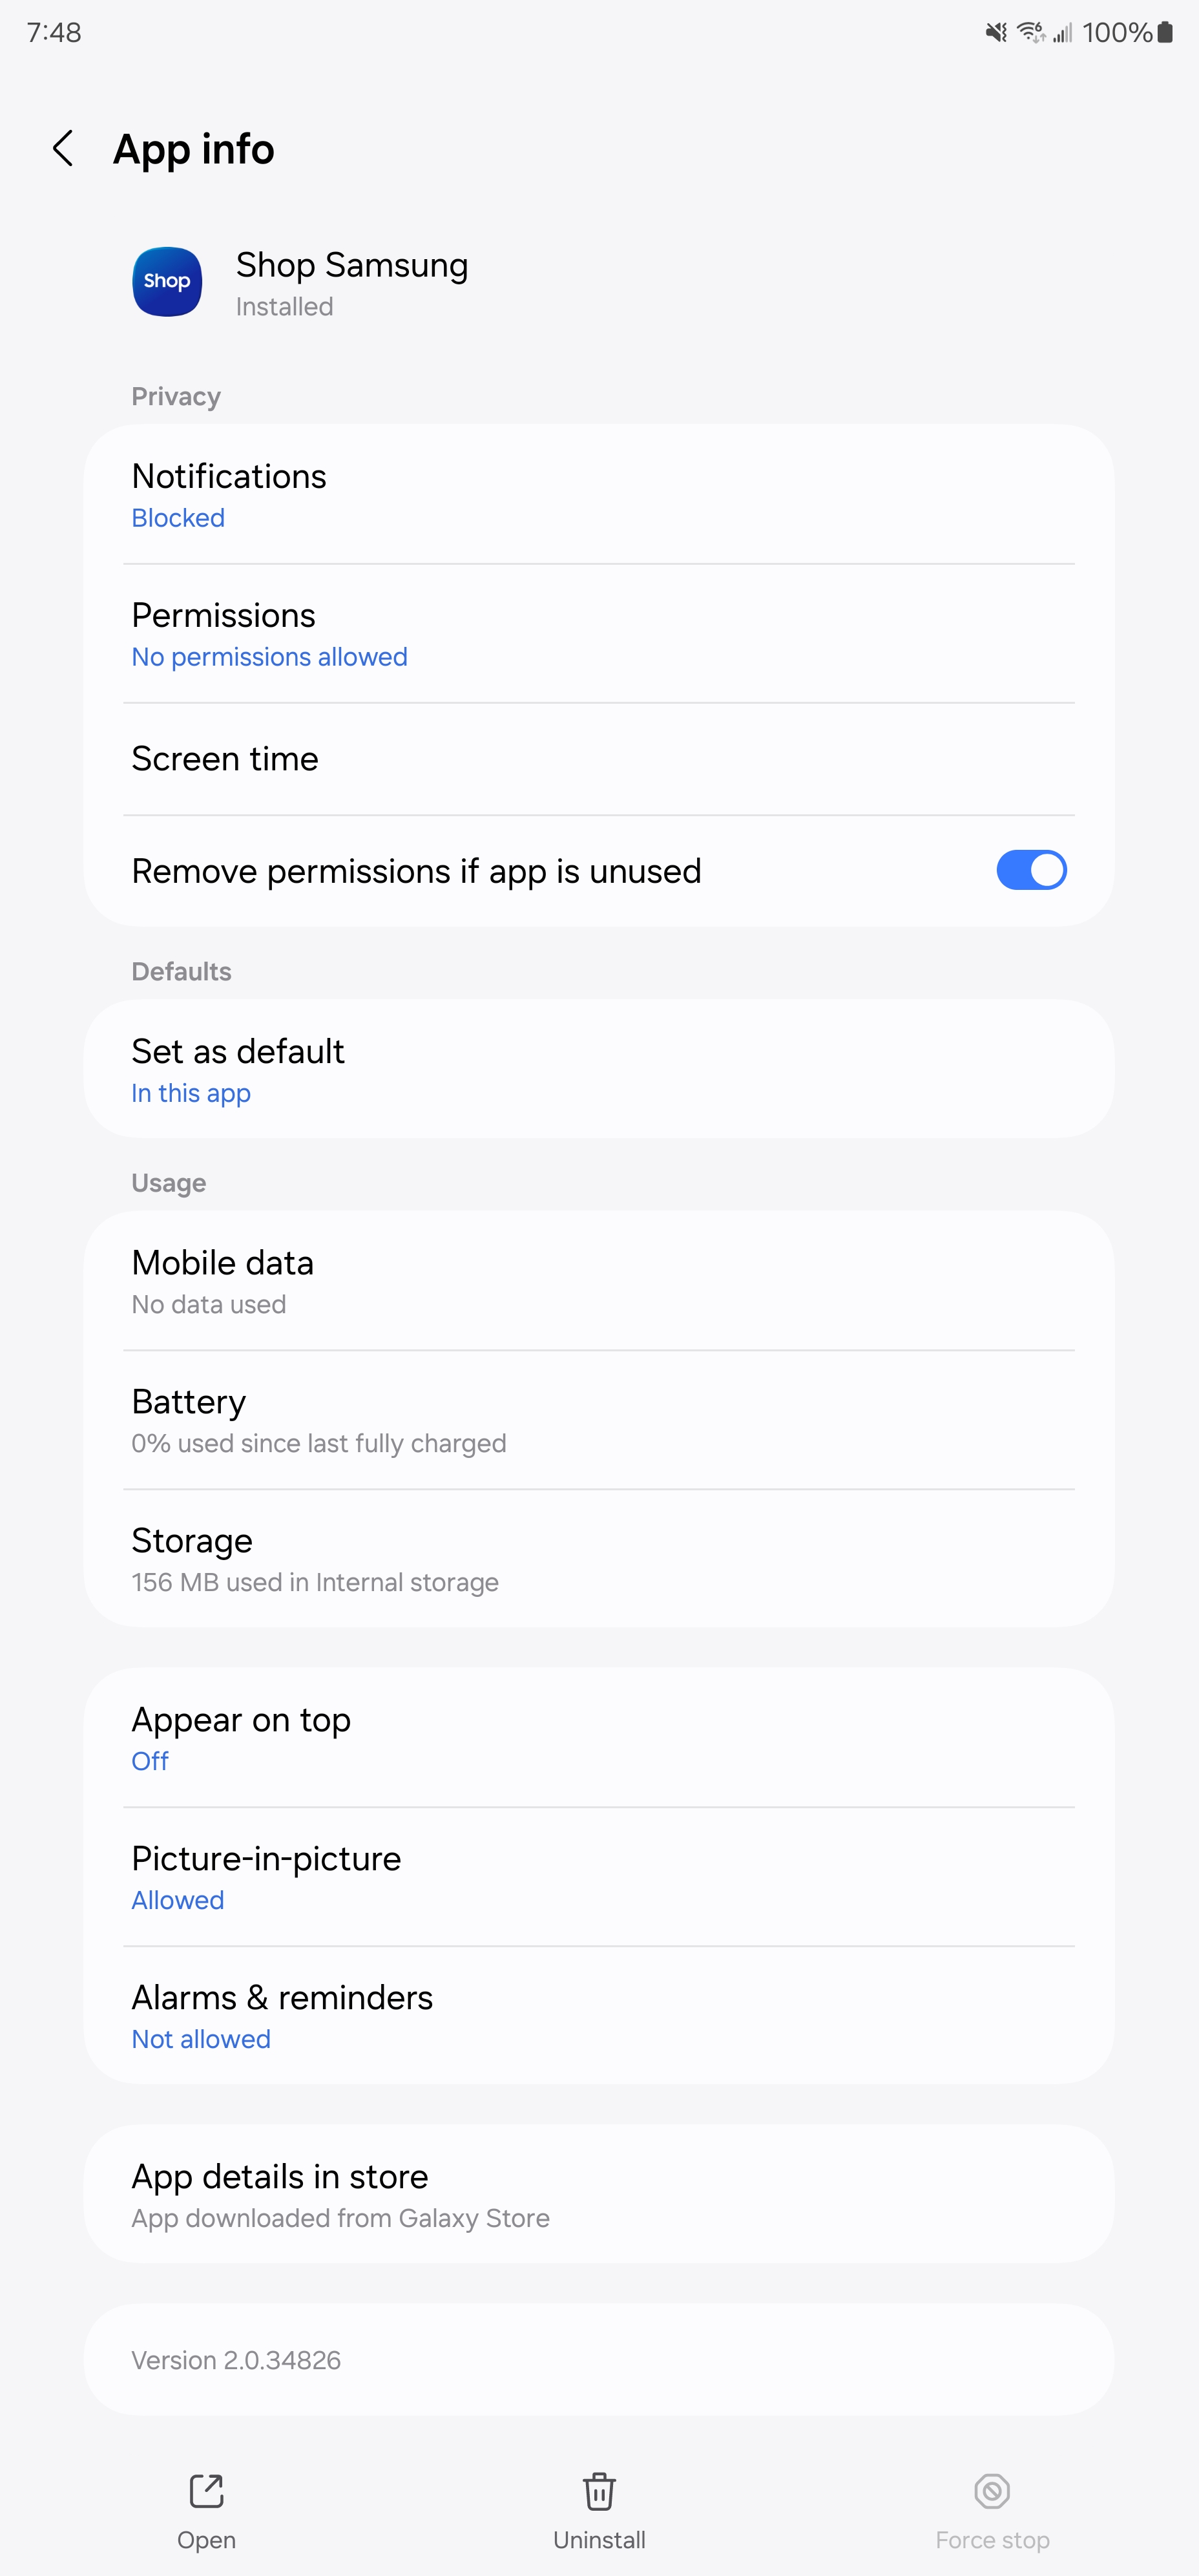 7:48
100%
App info
Shop
Shop Samsung
Installed
Privacy
Notifications
Blocked
Permissions
No permissions allowed
Screen time
Remove permissions if app is unused
Defaults
Set as default
In this app
Usage
Mobile data
No data used
Battery
0% used since last fully charged
Storage
156 MB used in Internal storage
Appear on top
Off
Picture-in-picture
Allowed
Alarms & reminders
Not allowed
App details in store
App downloaded from Galaxy Store
Version 2.0.34826
Open
Uninstall
Force stop